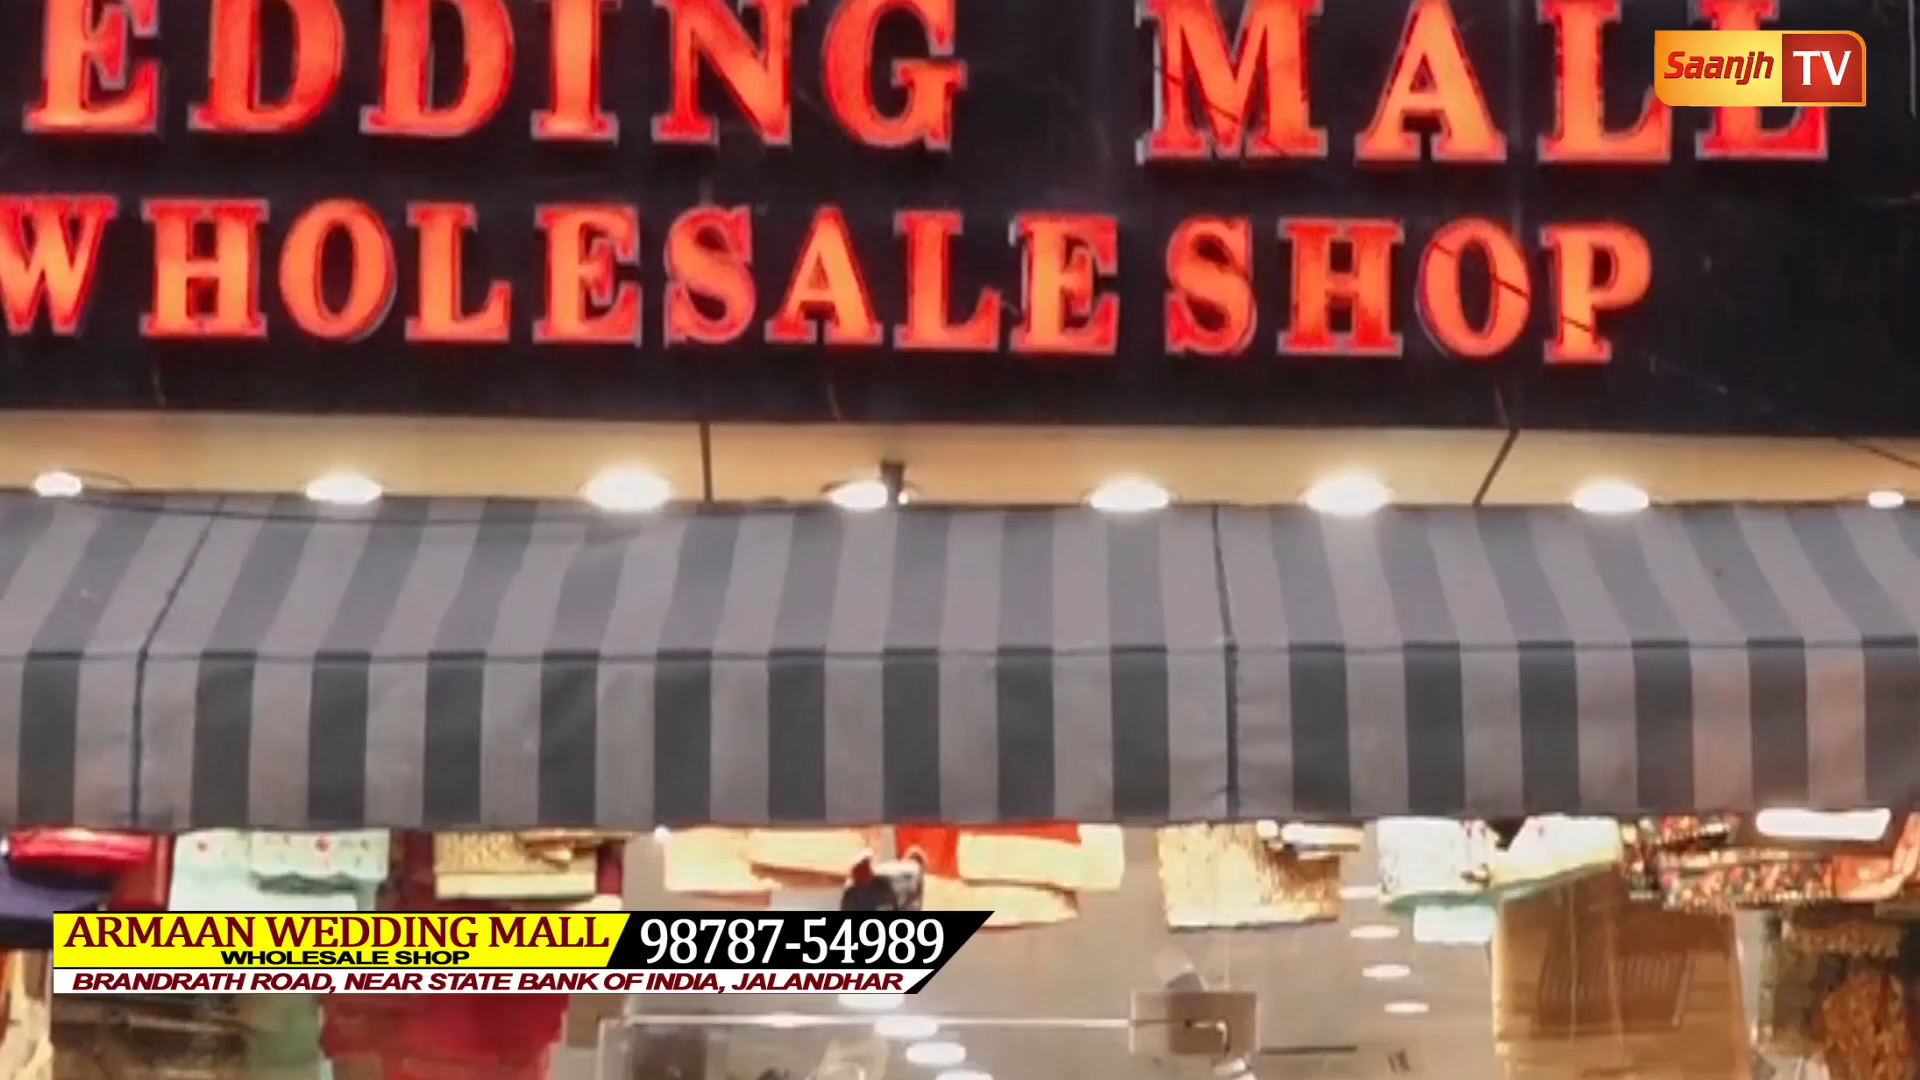 EDDING MALL
WHOLESALE SHOP
Saanjh TV
ARMAAN WEDDING MALL
WHOLESALE SHOP
98787-54989
BRANDRATH ROAD, NEAR STATE BANK OF INDIA, JALANDHAR